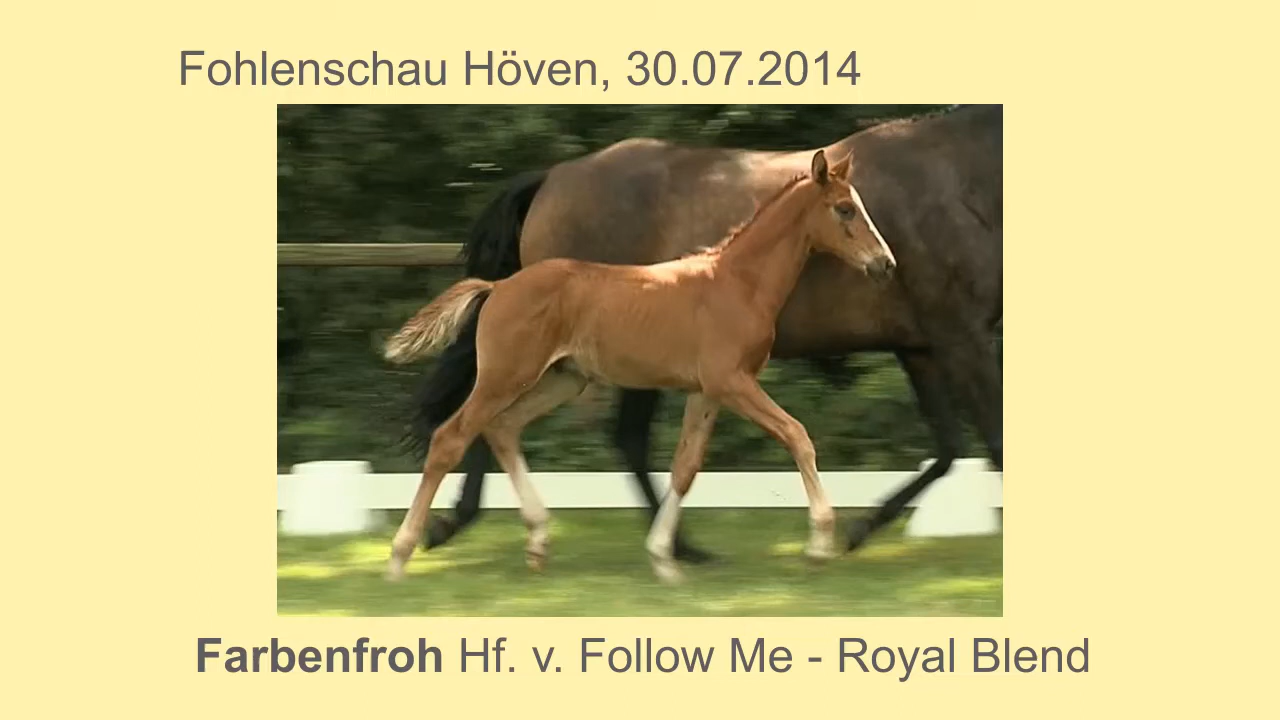 Fohlenschau Höven, 30.07.2014
Farbenfroh Hf. v. Follow Me - Royal Blend